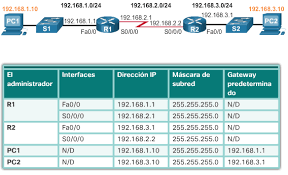 192.168.1.0/24 192.168.2.0/24 192.168.3.0/24
192.168.1.10 192.168.1.1 192.168.2.1 192.168.2.2 192.168.3.1 192.168.3.10
PC1 S1 Fa0/0 R1 S0/0/0 S0/0/0 R2 Fa0/0 S2 PC2
El administrador Interfaces Dirección IP Máscara de subred Gateway predeterminado
R1 Fa0/0 192.168.1.1 255.255.255.0 N/D
S0/0/0 192.168.2.1 255.255.255.0 N/D
R2 Fa0/0 192.168.3.1 255.255.255.0 N/D
S0/0/0 192.168.2.2 255.255.255.0 N/D
PC1 N/D 192.168.1.10 255.255.255.0 192.168.1.1
PC2 N/D 192.168.3.10 255.255.255.0 192.168.3.1